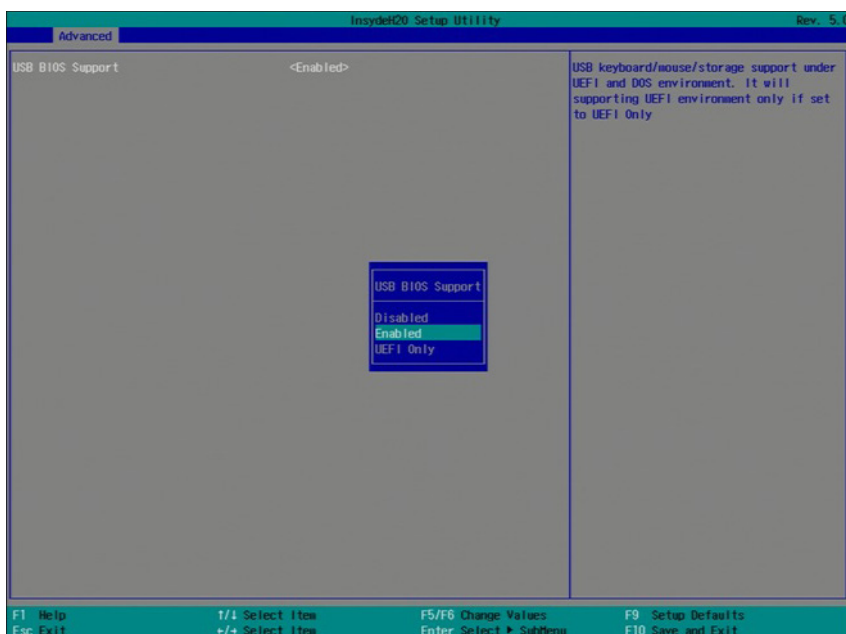 InsydeH20 Setup Utility Rev. 5.0
Advanced
USB BIOS Support <Enabled>
USB keyboard/mouse/storage support under
UEFI and DOS environment. It will
supporting UEFI environment only if set
to UEFI Only
USB BIOS Support
Disabled
Enabled
UEFI Only
F1 Help ↑/↓ Select Item F5/F6 Change Values F9 Setup Defaults
Esc Exit ←/→ Select Item Enter Select ▶ SubMenu F10 Save and Exit